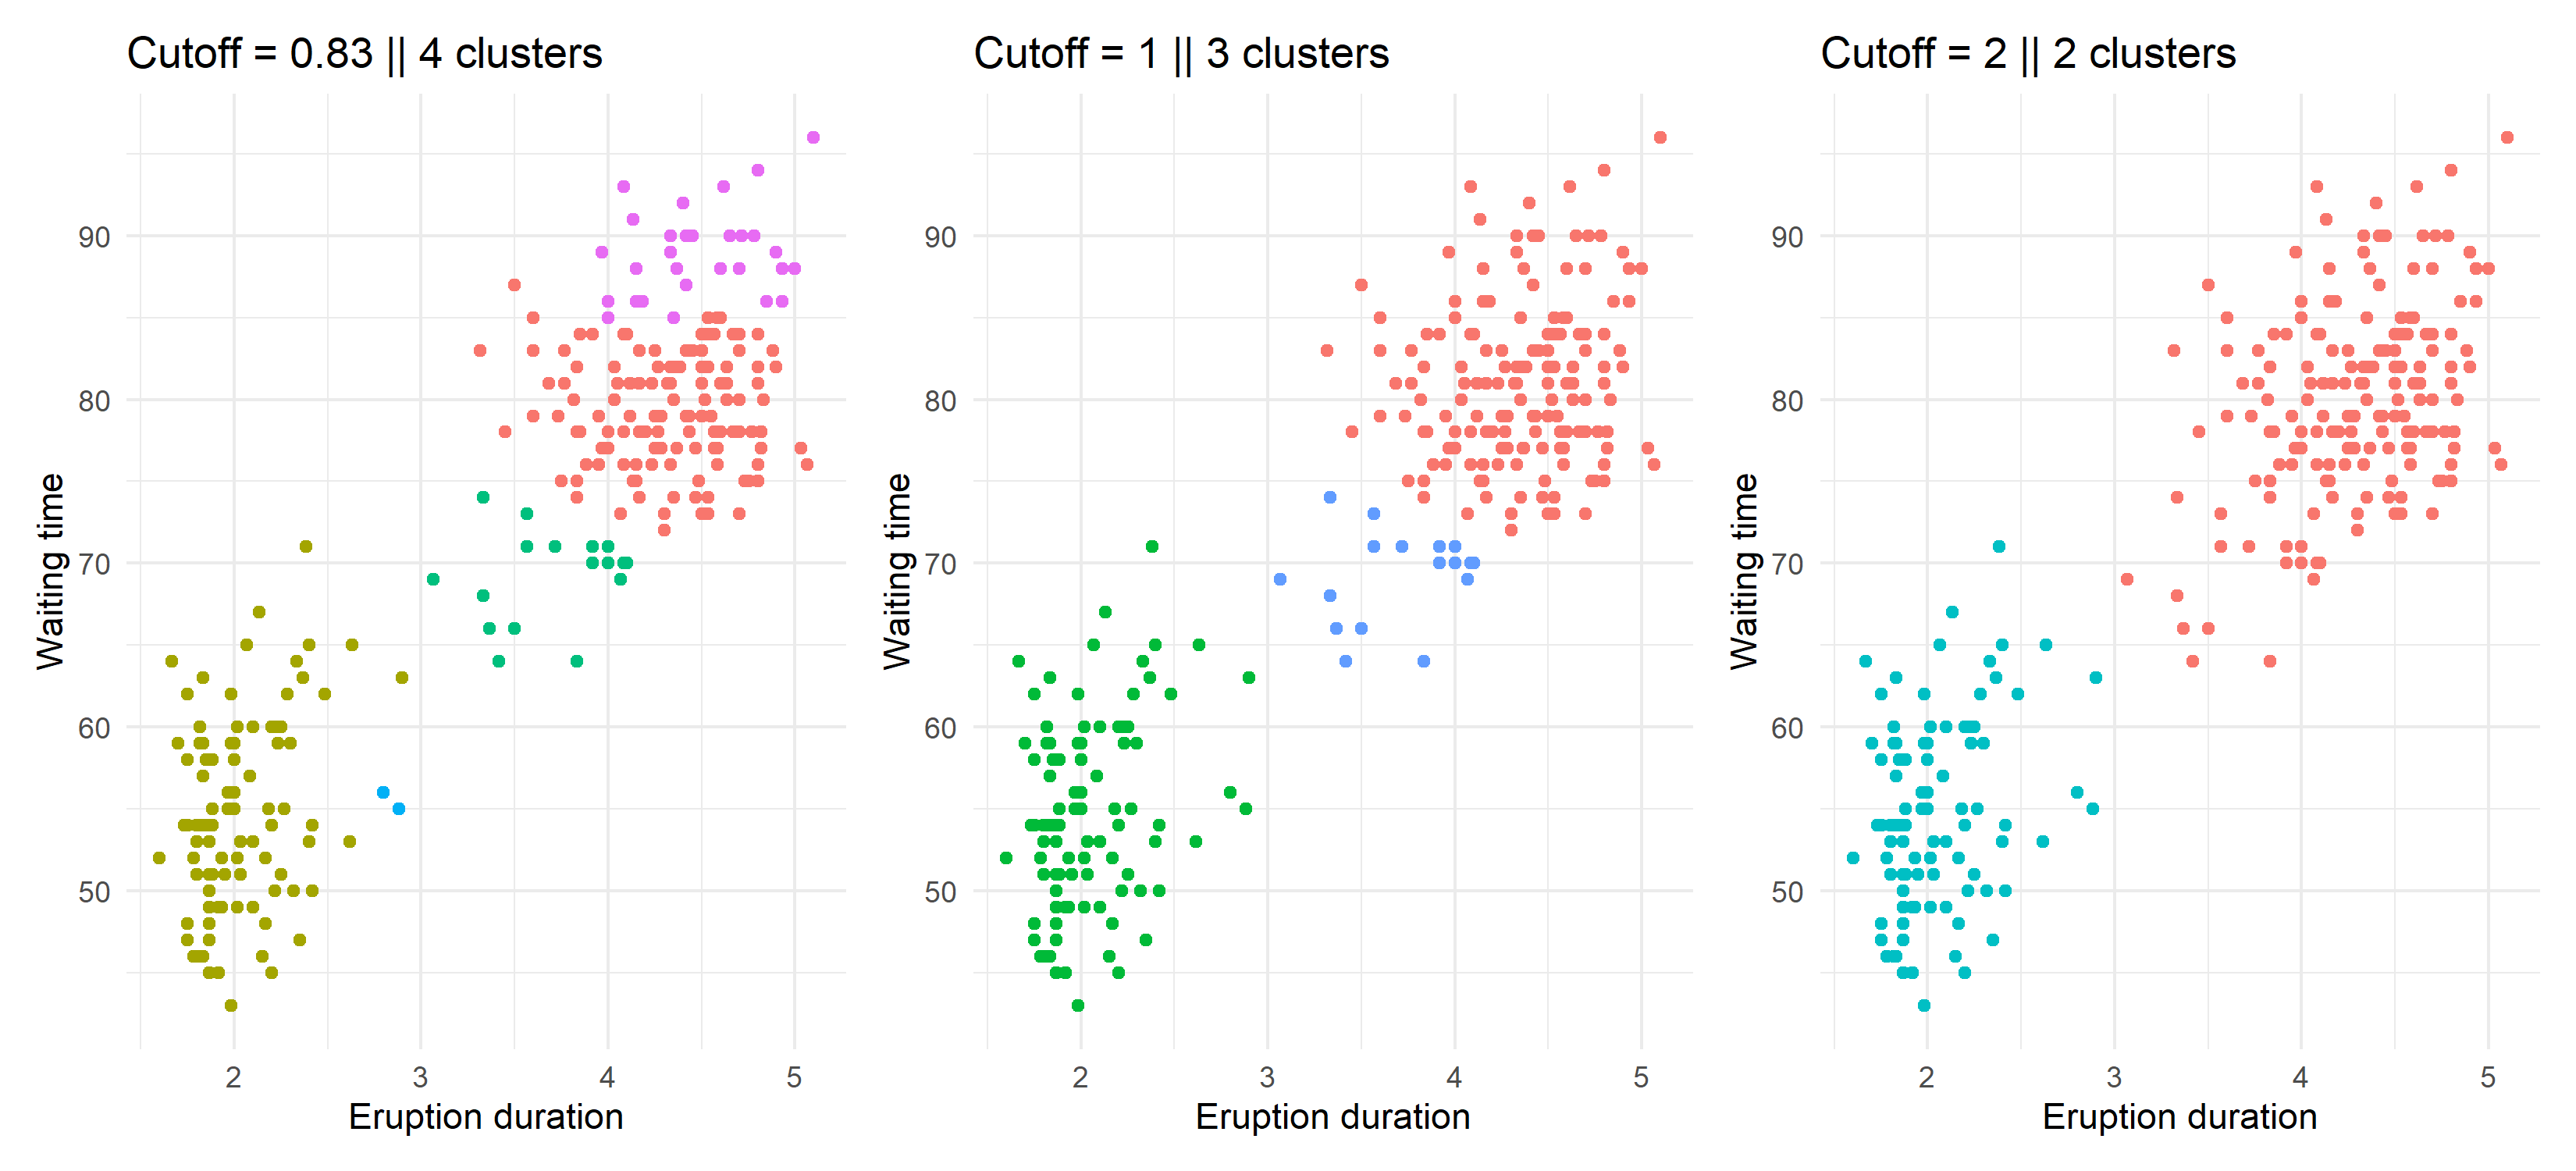 Cutoff = 0.83 || 4 clusters
90
80
70
60
50
Waiting time
2 3 4 5
Eruption duration
Cutoff = 1 || 3 clusters
90
80
70
60
50
Waiting time
2 3 4 5
Eruption duration
Cutoff = 2 || 2 clusters
90
80
70
60
50
Waiting time
2 3 4 5
Eruption duration